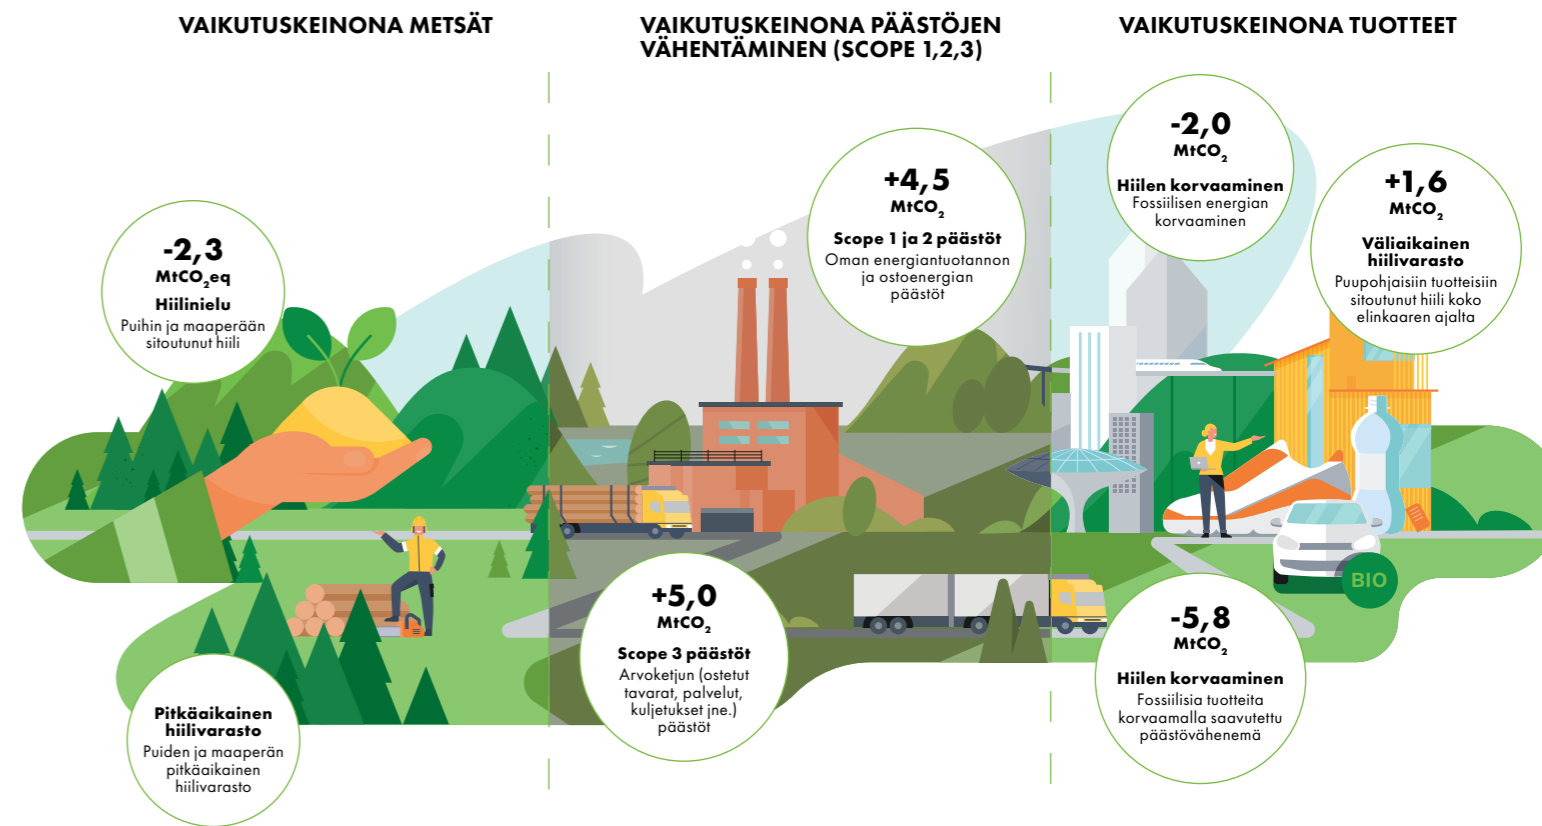 VAIKUTUSKEINONA METSÄT
-2,3
MtCO₂eq
Hiilinielu
Puihin ja maaperään
sitoutunut hiili
Pitkäaikainen
hiilivarasto
Puiden ja maaperän
pitkäaikainen
hiilivarasto
VAIKUTUSKEINONA PÄÄSTÖJEN
VÄHENTÄMINEN (SCOPE 1,2,3)
+4,5
MtCO₂
Scope 1 ja 2 päästöt
Oman energiantuotannon
ja ostoenergian
päästöt
+5,0
MtCO₂
Scope 3 päästöt
Arvoketjun (ostetut
tavarat, palvelut,
kuljetukset jne.)
päästöt
VAIKUTUSKEINONA TUOTTEET
-2,0
MtCO₂
Hiilen korvaaminen
Fossiilisen energian
korvaaminen
+1,6
MtCO₂
Väliaikainen
hiilivarasto
Puupohjaisiin tuotteisiin
sitoutunut hiili koko
elinkaaren ajalta
BIO
-5,8
MtCO₂
Hiilen korvaaminen
Fossiilisia tuotteita
korvaamalla saavutettu
päästövähenemä